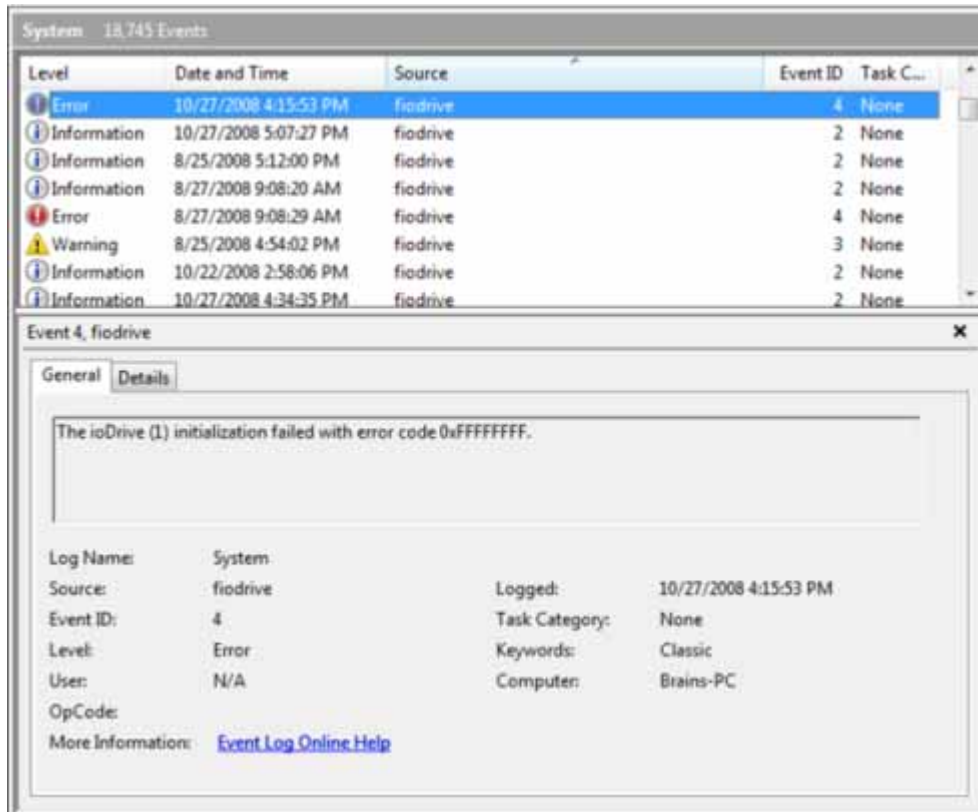 System 18,745 Events
Level Date and Time Source Event ID Task C...
Error 10/27/2008 4:15:53 PM fiodrive 4 None
Information 10/27/2008 5:07:27 PM fiodrive 2 None
Information 8/25/2008 5:12:00 PM fiodrive 2 None
Information 8/27/2008 9:08:20 AM fiodrive 2 None
Error 8/27/2008 9:08:29 AM fiodrive 4 None
Warning 8/25/2008 4:54:02 PM fiodrive 3 None
Information 10/22/2008 2:58:06 PM fiodrive 2 None
Information 10/27/2008 4:34:35 PM fiodrive 2 None
Event 4, fiodrive
General Details
The ioDrive (1) initialization failed with error code 0xFFFFFFFF.
Log Name: System
Source: fiodrive Logged: 10/27/2008 4:15:53 PM
Event ID: 4 Task Category: None
Level: Error Keywords: Classic
User: N/A Computer: Brains-PC
OpCode:
More Information: Event Log Online Help